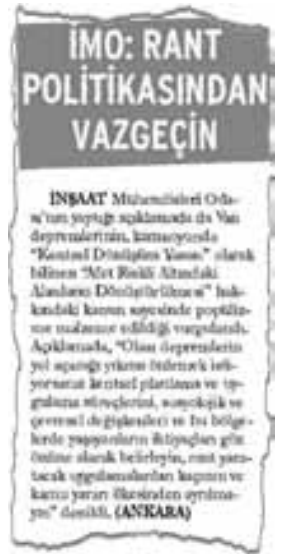 İMO: RANT
POLİTİKASINDAN
VAZGEÇİN
İNŞAAT Mühendisleri Oda-
sı'nın yaptığı açıklamada da Van
depremlerinin, kamuoyunda
"Kentsel Dönüşüm Yasası" olarak
bilinen "Afet Riski Altındaki
Alanların Dönüştürülmesi" hak-
kındaki kanun sayesinde popüliz-
me malzeme edildiği vurgulandı.
Açıklamada, "Olası depremlerin
yol açacağı yıkımı önlemek isti-
yorsanız kentsel planlama ve uy-
gulama süreçlerini, sosyolojik ve
çevresel değişkenleri ve bu bölge-
lerde yaşayanların ihtiyaçları göz
önüne alarak belirleyin, rant yara-
tacak uygulamalardan kaçının ve
kamu yararı ilkesinden ayrılma-
yın" denildi. (ANKARA)